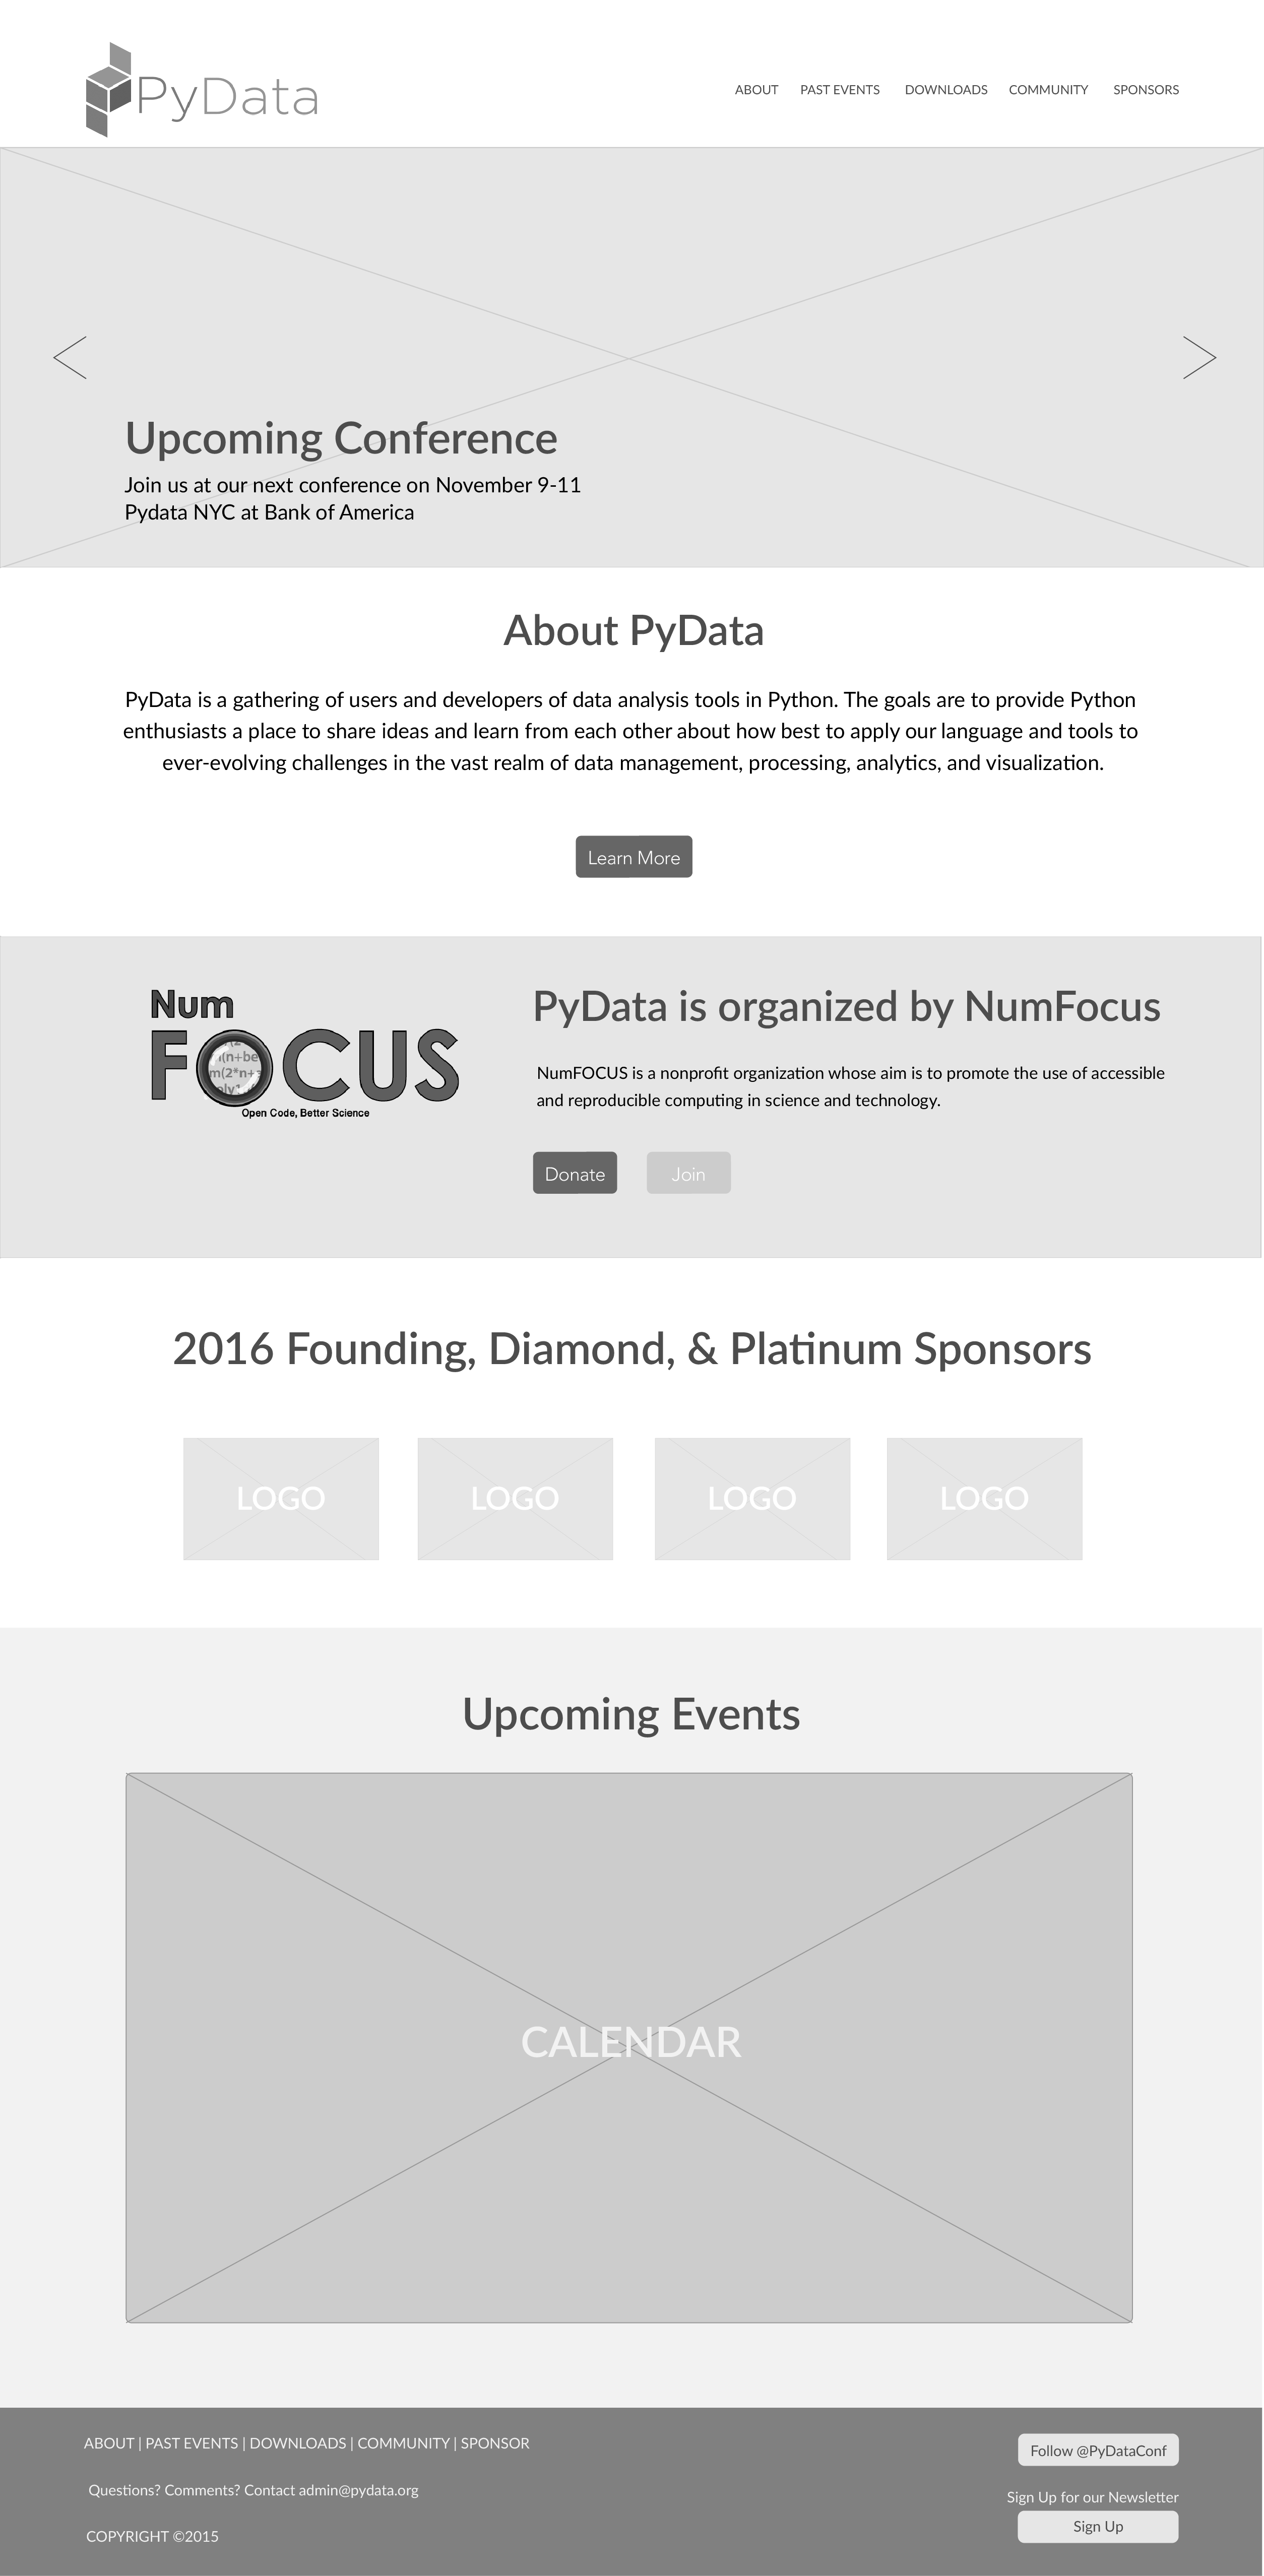 PyData
ABOUT PAST EVENTS DOWNLOADS COMMUNITY SPONSORS
Upcoming Conference
Join us at our next conference on November 9-11
Pydata NYC at Bank of America
About PyData
PyData is a gathering of users and developers of data analysis tools in Python. The goals are to provide Python
enthusiasts a place to share ideas and learn from each other about how best to apply our language and tools to
ever-evolving challenges in the vast realm of data management, processing, analytics, and visualization.
Learn More
Num
FOCUS
Open Code, Better Science
PyData is organized by NumFocus
NumFOCUS is a nonprofit organization whose aim is to promote the use of accessible
and reproducible computing in science and technology.
Donate Join
2016 Founding, Diamond, & Platinum Sponsors
LOGO LOGO LOGO LOGO
Upcoming Events
CALENDAR
ABOUT | PAST EVENTS | DOWNLOADS | COMMUNITY | SPONSOR
Questions? Comments? Contact admin@pydata.org
COPYRIGHT ©2015
Follow @PyDataConf
Sign Up for our Newsletter
Sign Up